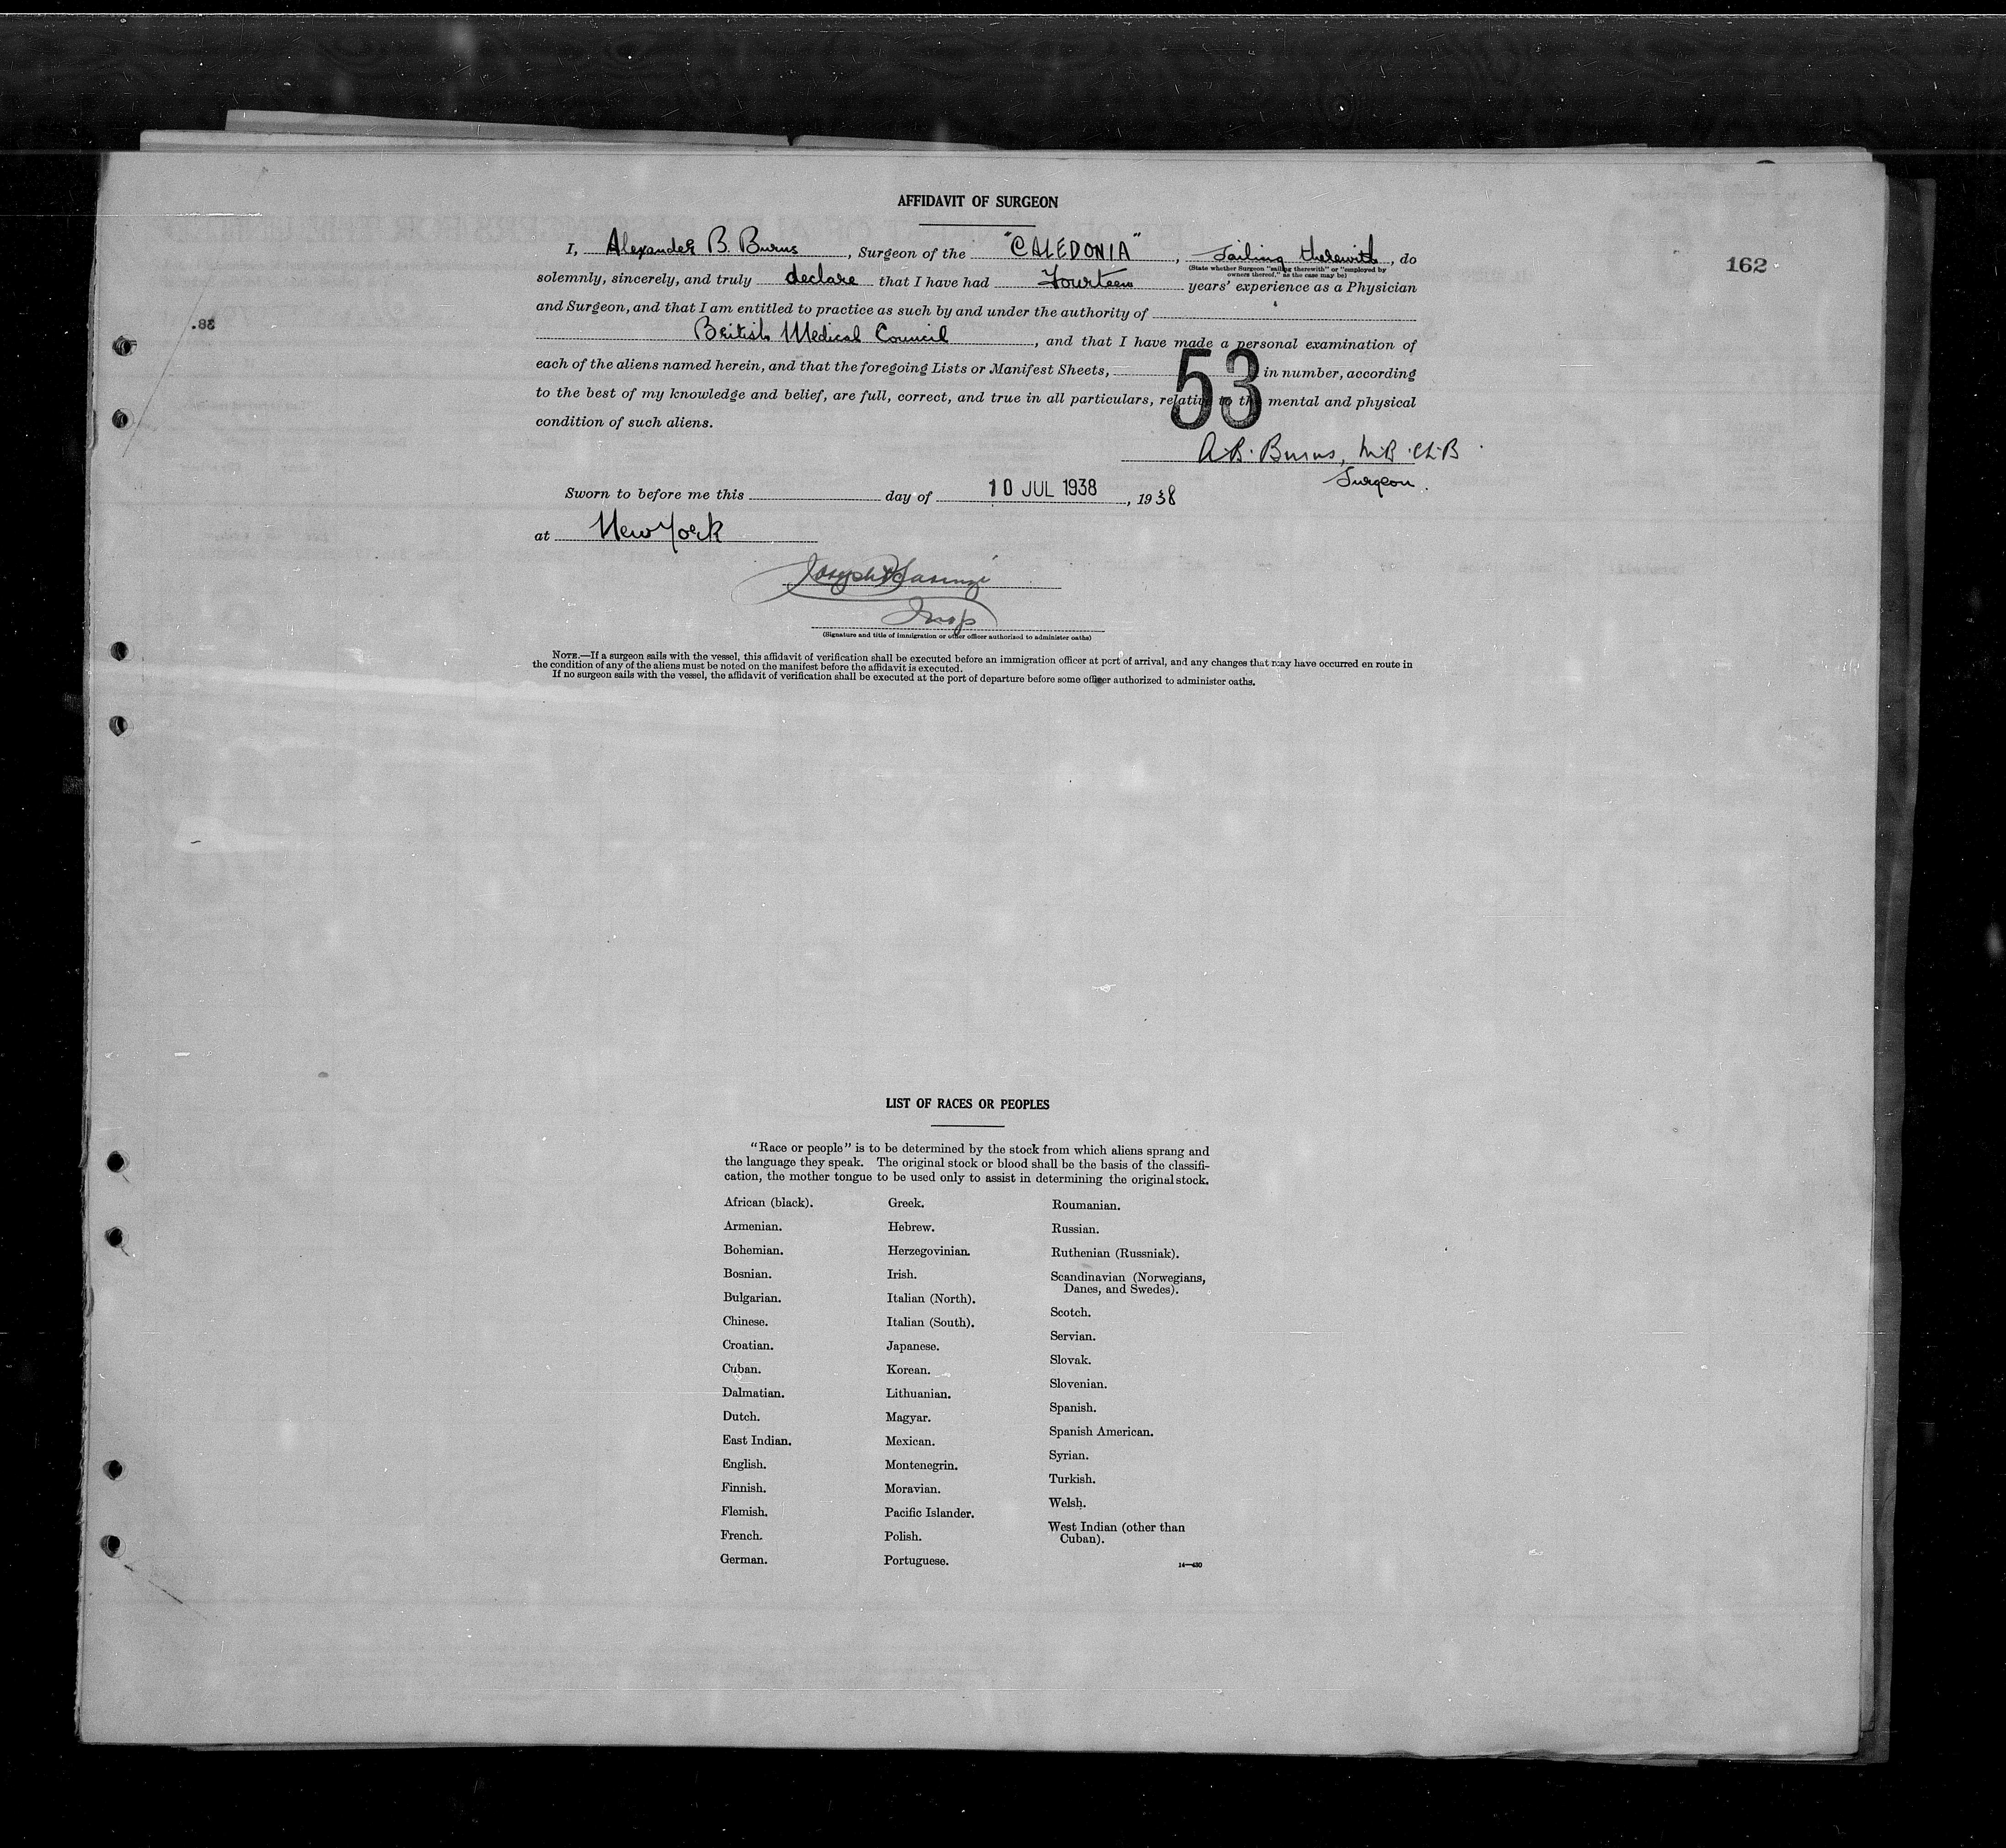 AFFIDAVIT OF SURGEON
162
I, Alexander B. Burns, Surgeon of the "CALEDONIA", Sailing therewith, do
(State whether Surgeon "sailing therewith" or "employed by
owners thereof," as the case may be)
solemnly, sincerely, and truly declare that I have had Fourteen years' experience as a Physician
and Surgeon, and that I am entitled to practice as such by and under the authority of
British Medical Council, and that I have made a personal examination of
each of the aliens named herein, and that the foregoing Lists or Manifest Sheets, 53 in number, according
to the best of my knowledge and belief, are full, correct, and true in all particulars, relative to the mental and physical
condition of such aliens.
A.B. Burns, M.B. Ch.B
Surgeon.
Sworn to before me this day of 10 JUL 1938, 1938
at New York
Joseph
Insp
(Signature and title of immigration or other officer authorized to administer oaths)
NOTE.—If a surgeon sails with the vessel, this affidavit of verification shall be executed before an immigration officer at port of arrival, and any changes that may have occurred en route in
the condition of any of the aliens must be noted on the manifest before the affidavit is executed.
If no surgeon sails with the vessel, the affidavit of verification shall be executed at the port of departure before some officer authorized to administer oaths.
LIST OF RACES OR PEOPLES
"Race or people" is to be determined by the stock from which aliens sprang and
the language they speak. The original stock or blood shall be the basis of the classifi-
cation, the mother tongue to be used only to assist in determining the original stock.
African (black).
Armenian.
Bohemian.
Bosnian.
Bulgarian.
Chinese.
Croatian.
Cuban.
Dalmatian.
Dutch.
East Indian.
English.
Finnish.
Flemish.
French.
German.
Greek.
Hebrew.
Herzegovinian.
Irish.
Italian (North).
Italian (South).
Japanese.
Korean.
Lithuanian.
Magyar.
Mexican.
Montenegrin.
Moravian.
Pacific Islander.
Polish.
Portuguese.
Roumanian.
Russian.
Ruthenian (Russniak).
Scandinavian (Norwegians,
Danes, and Swedes).
Scotch.
Servian.
Slovak.
Slovenian.
Spanish.
Spanish American.
Syrian.
Turkish.
Welsh.
West Indian (other than
Cuban).
14—430